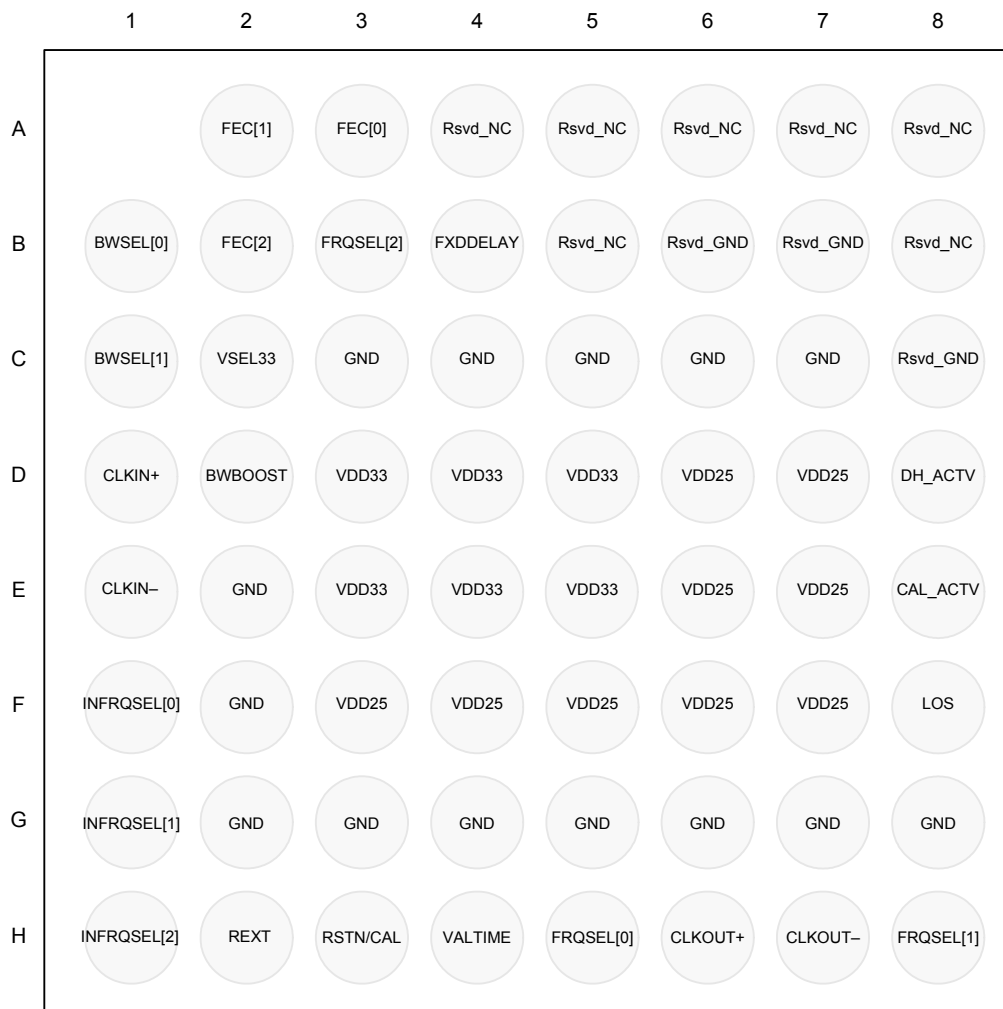 1 2 3 4 5 6 7 8
A FEC[1] FEC[0] Rsvd_NC Rsvd_NC Rsvd_NC Rsvd_NC Rsvd_NC
B BWSEL[0] FEC[2] FRQSEL[2] FXDDELAY Rsvd_NC Rsvd_GND Rsvd_GND Rsvd_NC
C BWSEL[1] VSEL33 GND GND GND GND GND Rsvd_GND
D CLKIN+ BWBOOST VDD33 VDD33 VDD33 VDD25 VDD25 DH_ACTV
E CLKIN– GND VDD33 VDD33 VDD33 VDD25 VDD25 CAL_ACTV
F INFRQSEL[0] GND VDD25 VDD25 VDD25 VDD25 VDD25 LOS
G INFRQSEL[1] GND GND GND GND GND GND GND
H INFRQSEL[2] REXT RSTN/CAL VALTIME FRQSEL[0] CLKOUT+ CLKOUT– FRQSEL[1]